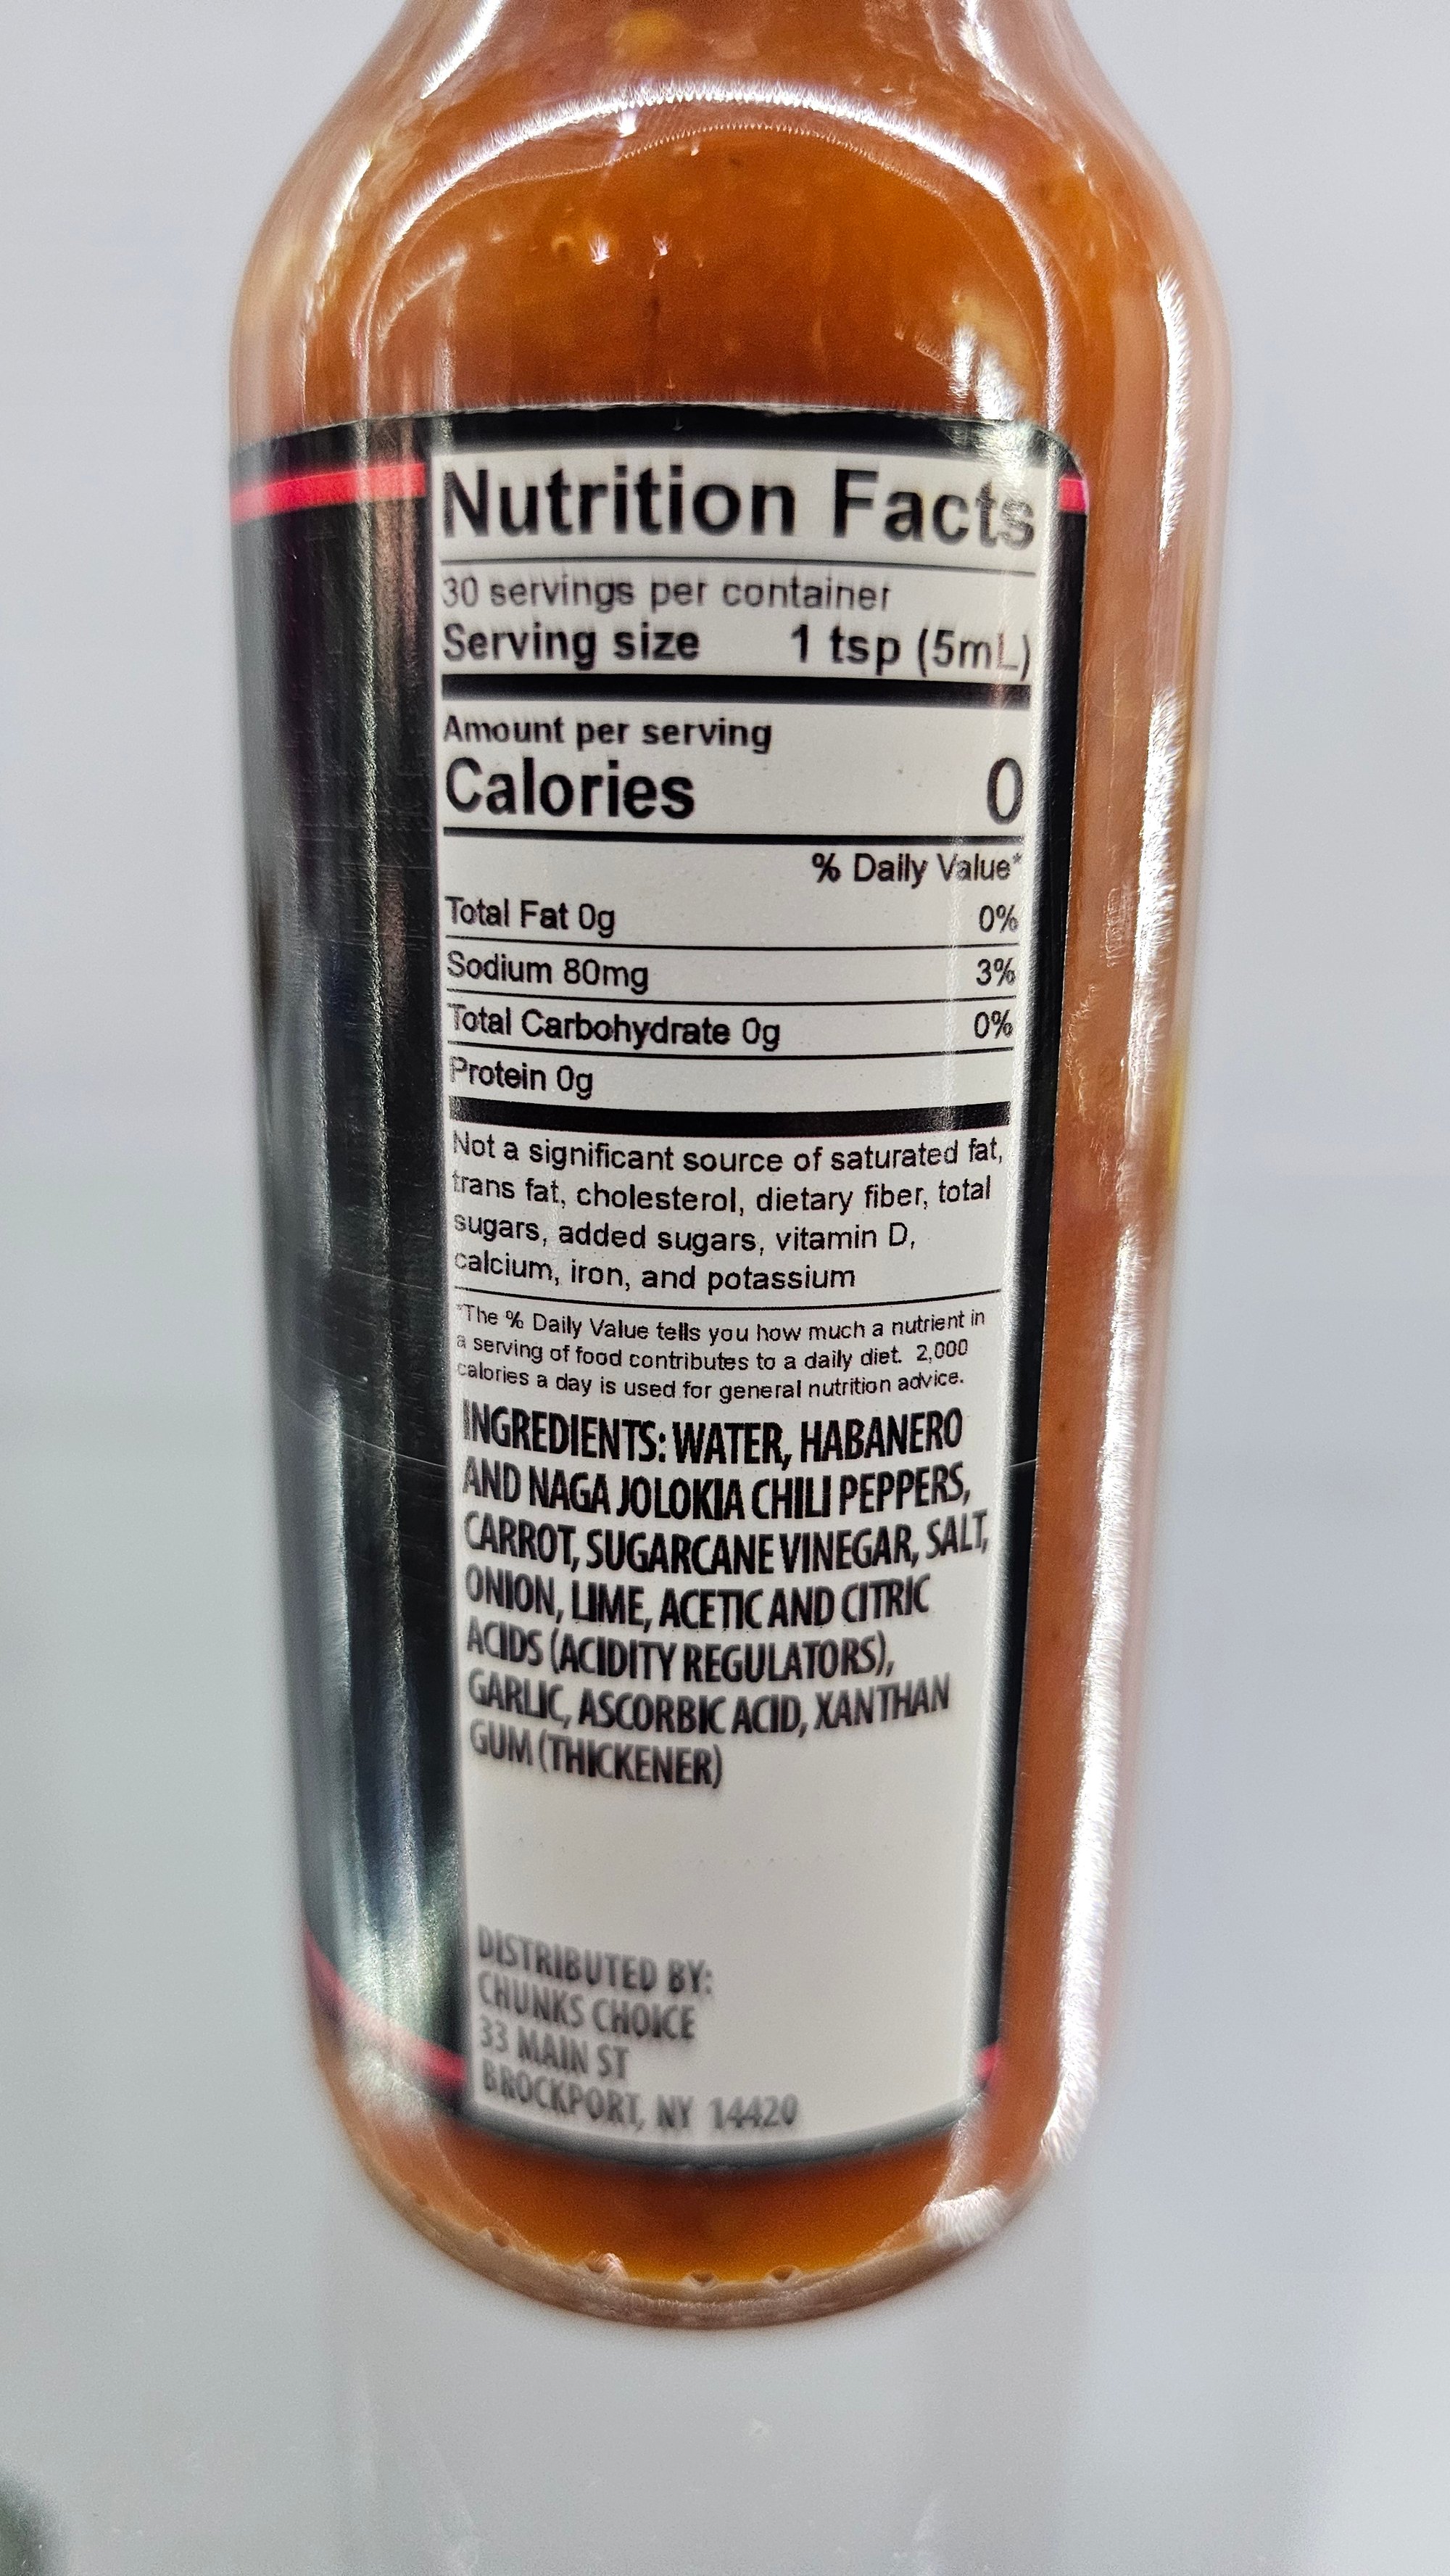 Nutrition Facts
30 servings per container
Serving size 1 tsp (5mL)
Amount per serving
Calories 0
% Daily Value*
Total Fat 0g 0%
Sodium 80mg 3%
Total Carbohydrate 0g 0%
Protein 0g
Not a significant source of saturated fat,
trans fat, cholesterol, dietary fiber, total
sugars, added sugars, vitamin D,
calcium, iron, and potassium
*The % Daily Value tells you how much a nutrient in
a serving of food contributes to a daily diet. 2,000
calories a day is used for general nutrition advice.
INGREDIENTS: WATER, HABANERO
AND NAGA JOLOKIA CHILI PEPPERS,
CARROT, SUGARCANE VINEGAR, SALT,
ONION, LIME, ACETIC AND CITRIC
ACIDS (ACIDITY REGULATORS),
GARLIC, ASCORBIC ACID, XANTHAN
GUM (THICKENER)
DISTRIBUTED BY:
CHUNKS CHOICE
33 MAIN ST
BROCKPORT, NY 14420